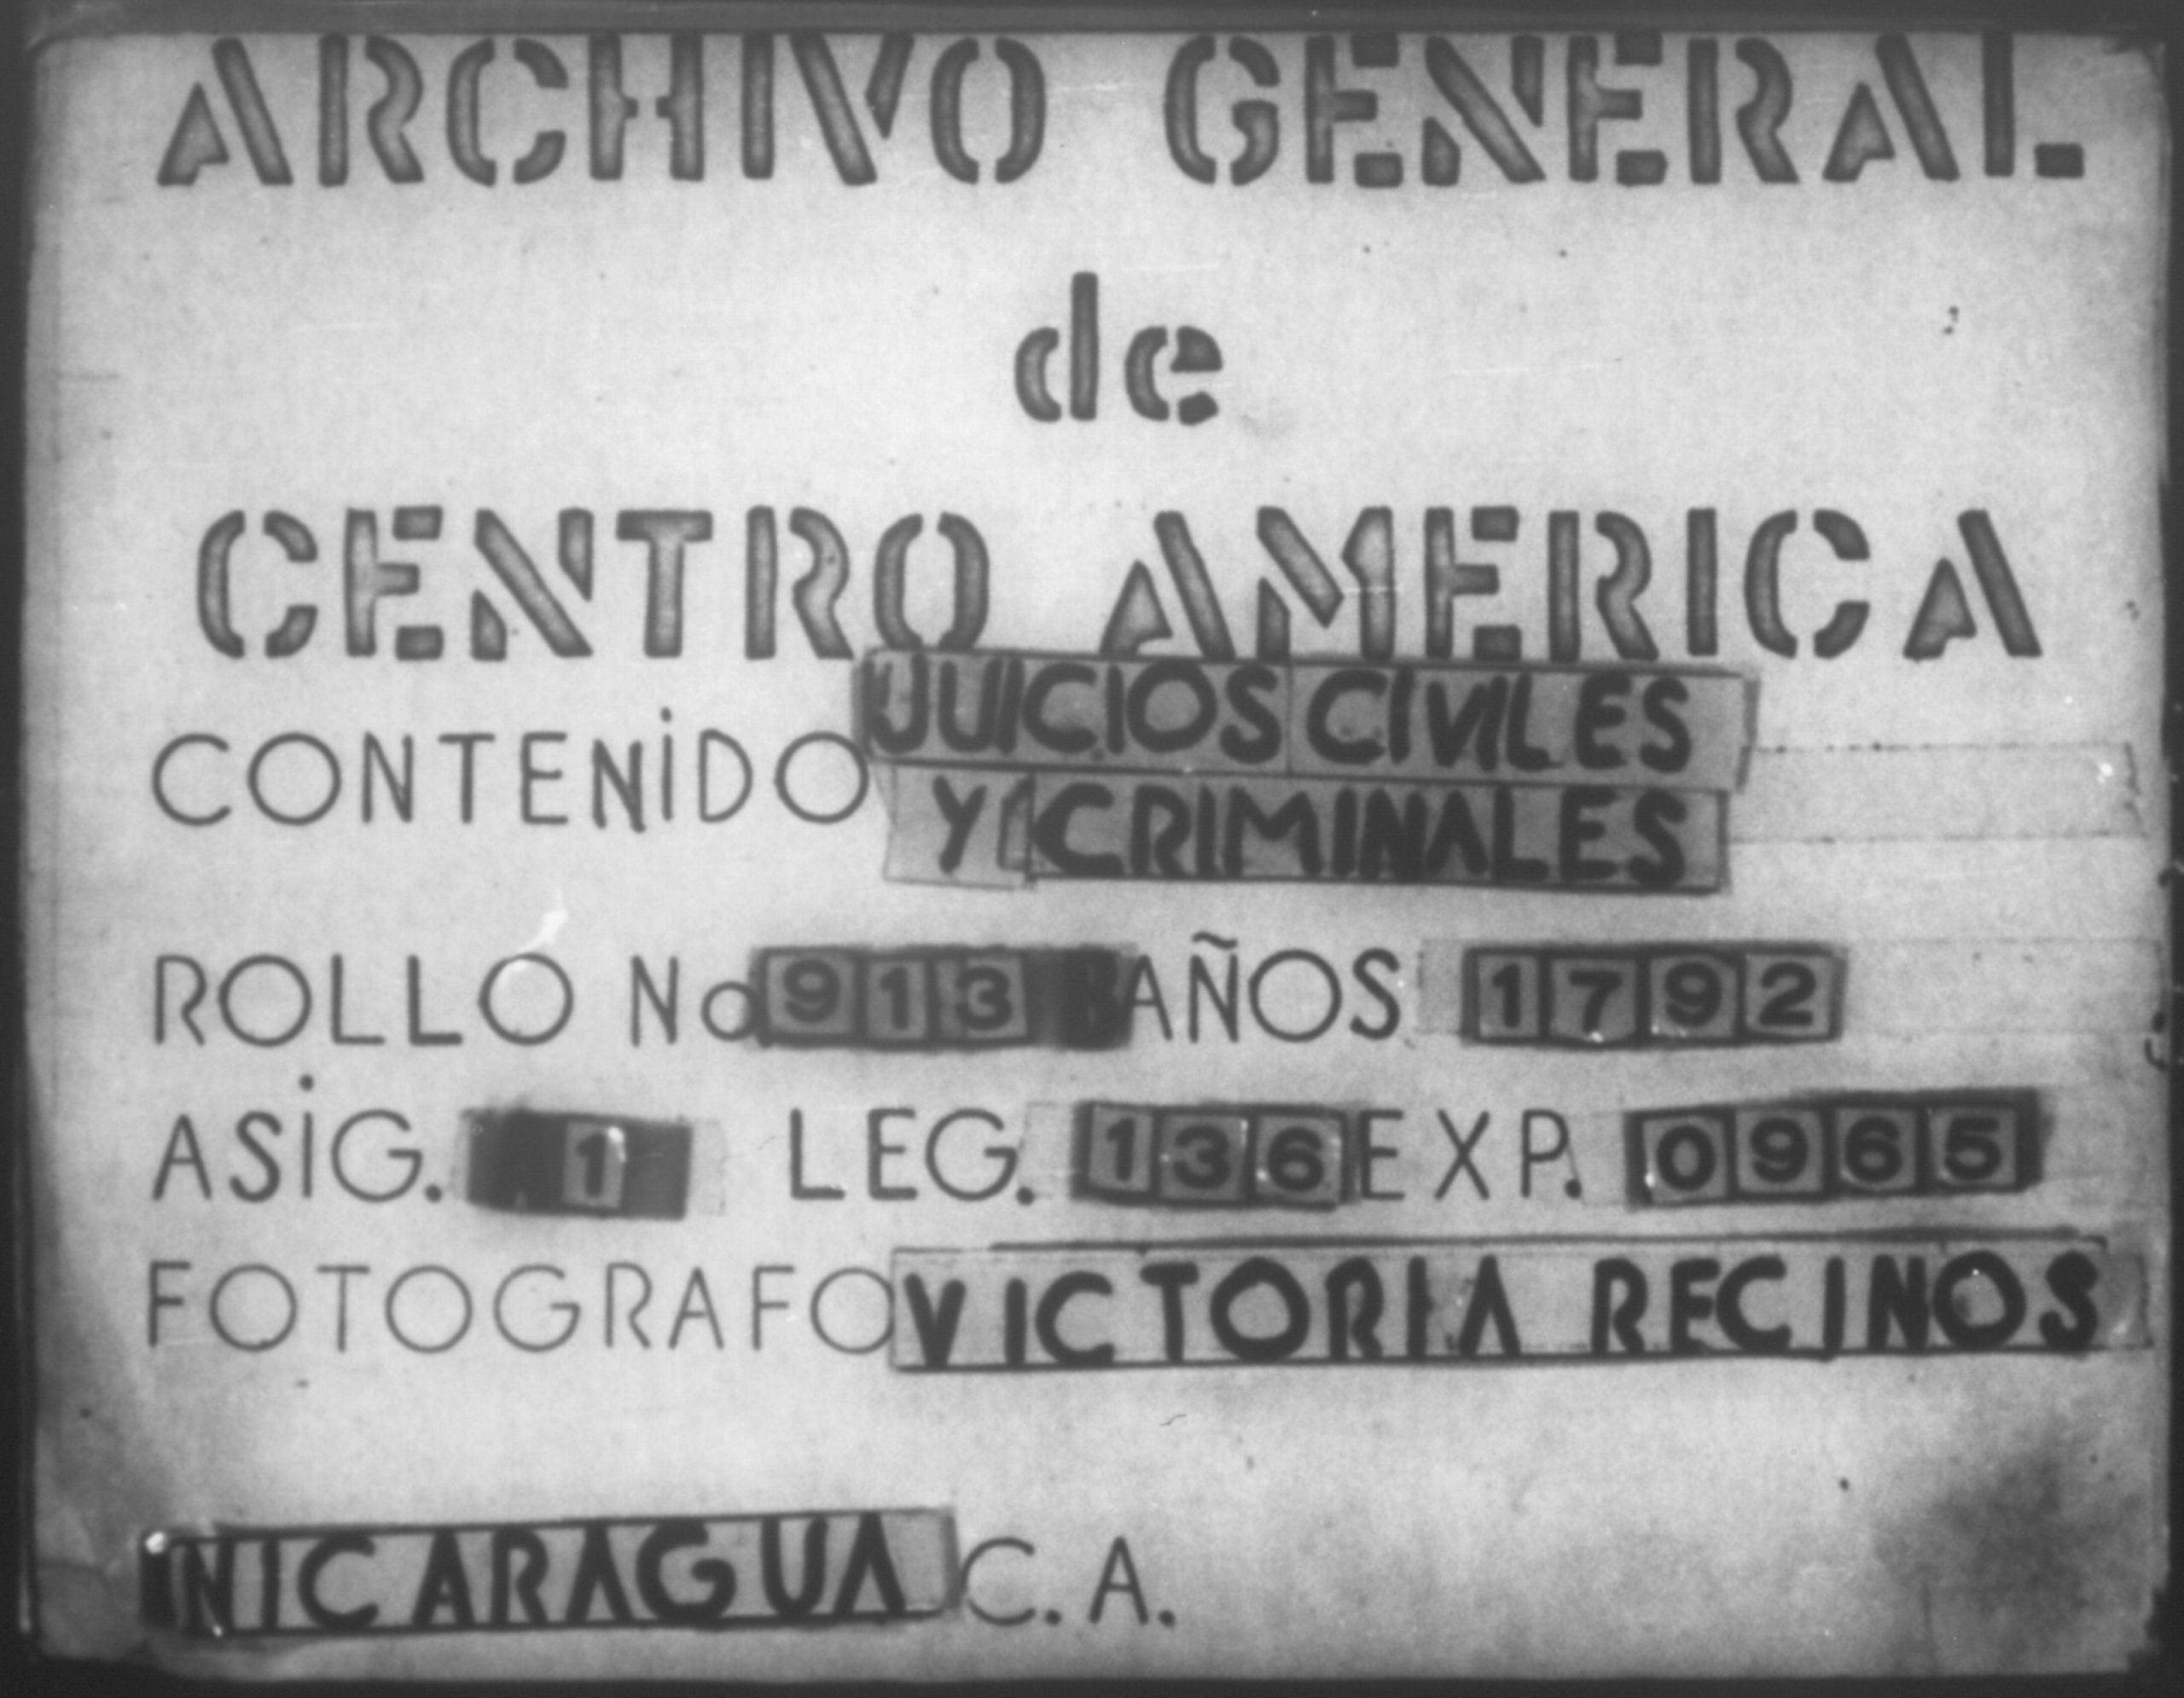 ARCHIVO GENERAL
de
CENTRO AMERICA
CONTENIDO JUICIOS CIVILES
Y CRIMINALES
ROLLO No 913 B AÑOS 1792
ASIG. 1 LEG. 136 EXP. 0965
FOTOGRAFO VICTORIA RECINOS
NICARAGUA C. A.